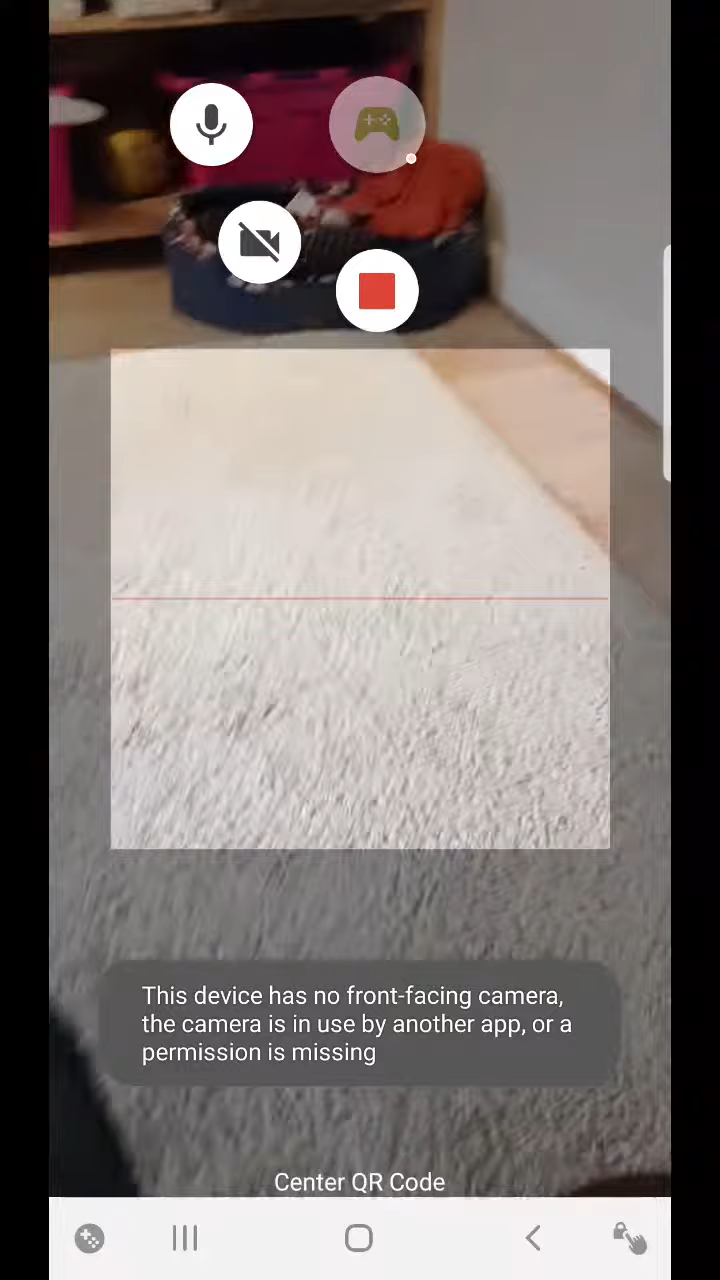 This device has no front-facing camera,
the camera is in use by another app, or a
permission is missing
Center QR Code